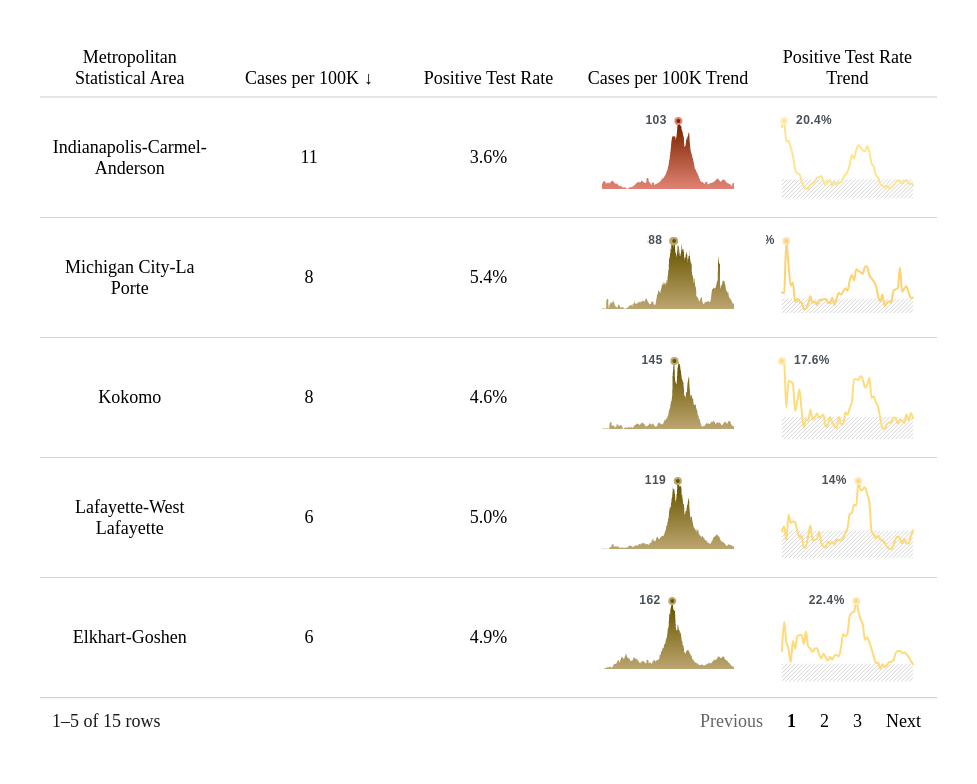 Metropolitan
Statistical Area
Cases per 100K ↓
Positive Test Rate
Cases per 100K Trend
Positive Test Rate
Trend
Indianapolis-Carmel-
Anderson
11
3.6%
103
20.4%
Michigan City-La
Porte
8
5.4%
88
%
Kokomo
8
4.6%
145
17.6%
Lafayette-West
Lafayette
6
5.0%
119
14%
Elkhart-Goshen
6
4.9%
162
22.4%
1–5 of 15 rows
Previous 1 2 3 Next